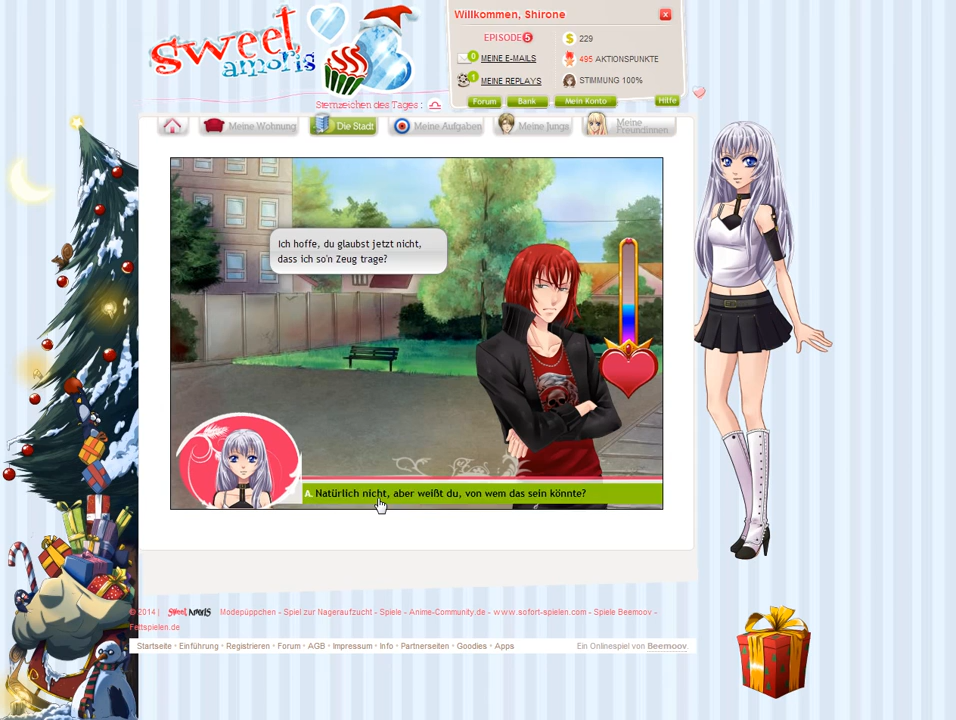 sweet
amoris
Sternzeichen des Tages :
Willkommen, Shirone
x
EPISODE 5
0 MEINE E-MAILS
1 MEINE REPLAYS
$ 229
495 AKTIONSPUNKTE
STIMMUNG 100%
Forum
Bank
Mein Konto
Hilfe
Meine Wohnung
Die Stadt
Meine Aufgaben
Meine Jungs
Meine
Freundinnen
Ich hoffe, du glaubst jetzt nicht,
dass ich so'n Zeug trage?
A. Natürlich nicht, aber weißt du, von wem das sein könnte?
© 2014 | Sweet Amoris Modepüppchen - Spiel zur Nageraufzucht - Spiele - Anime-Community.de - www.sofort-spielen.com - Spiele Beemoov -
Fettspielen.de
Startseite · Einführung · Registrieren · Forum · AGB · Impressum · Info · Partnerseiten · Goodies · Apps
Ein Onlinespiel von Beemoov.